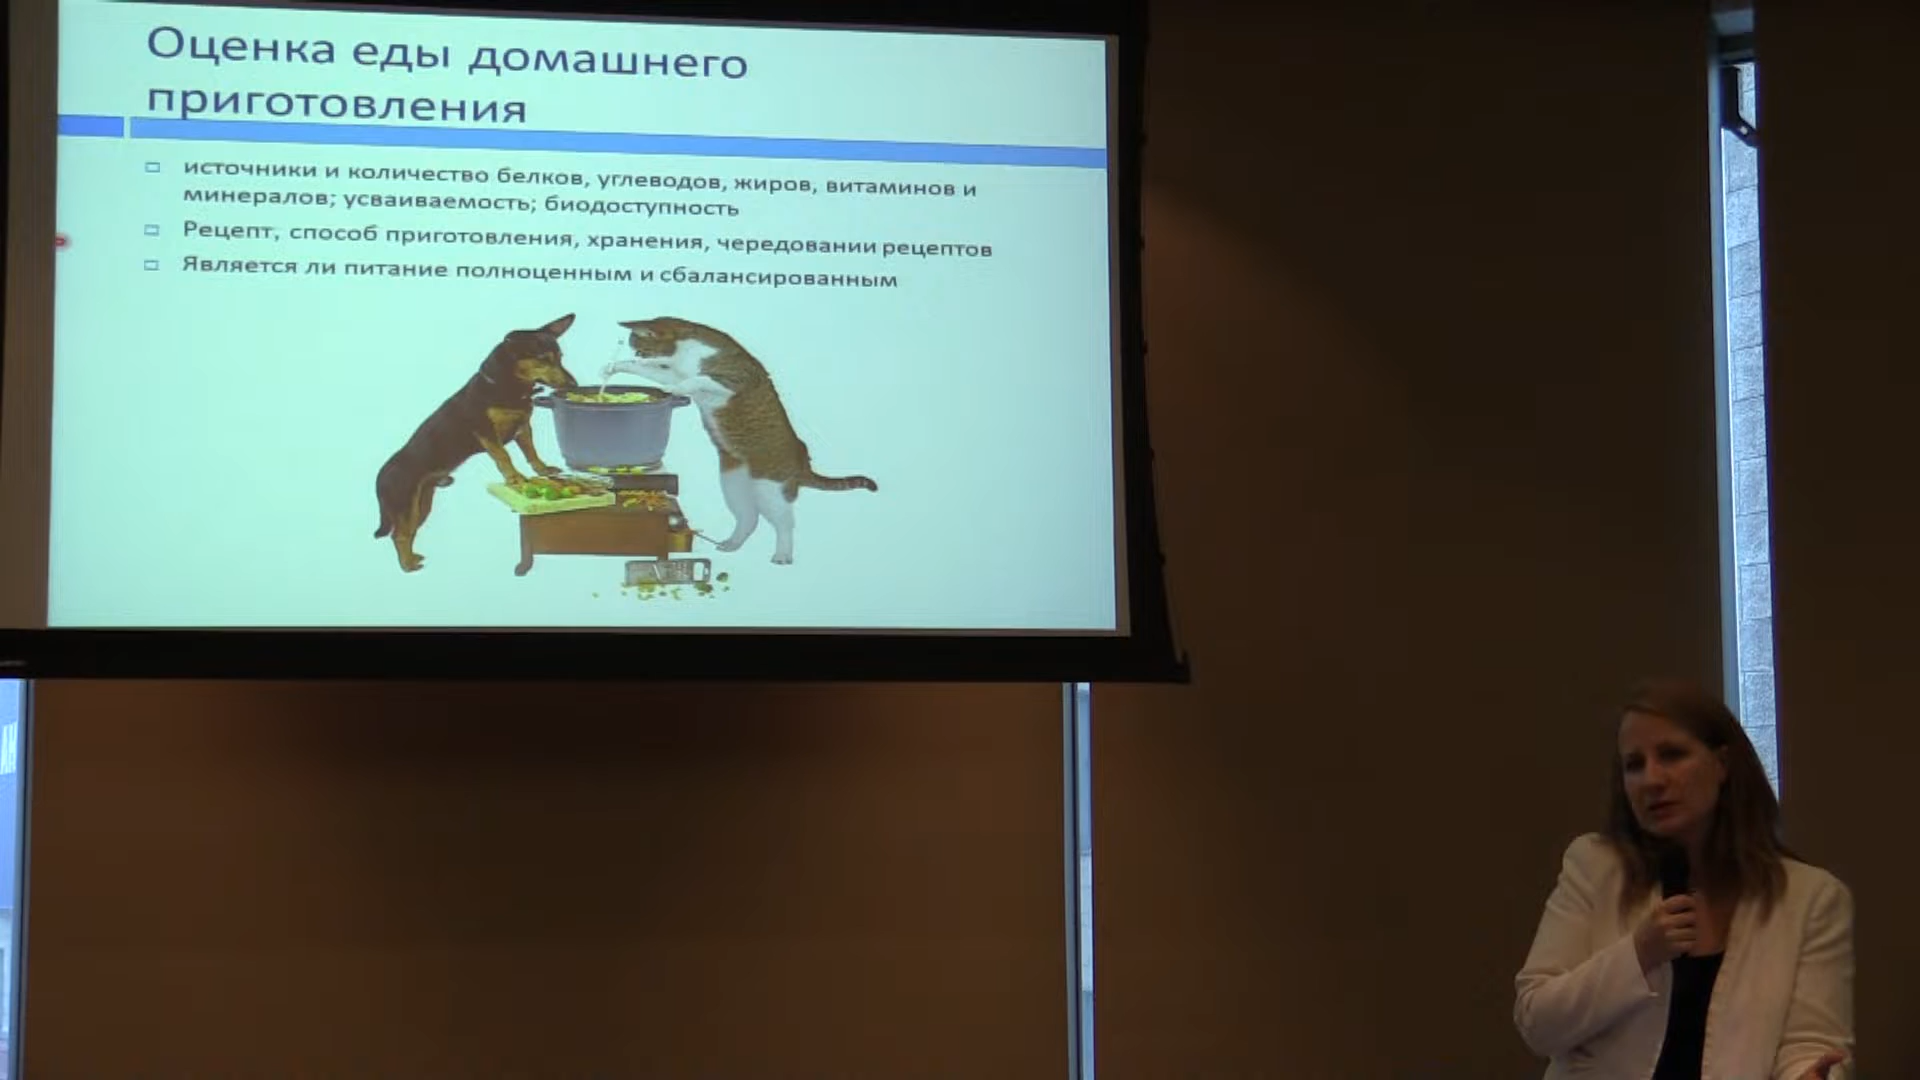 Оценка еды домашнего
приготовления
источники и количество белков, углеводов, жиров, витаминов и
минералов; усваиваемость; биодоступность
Рецепт, способ приготовления, хранения, чередовании рецептов
Является ли питание полноценным и сбалансированным